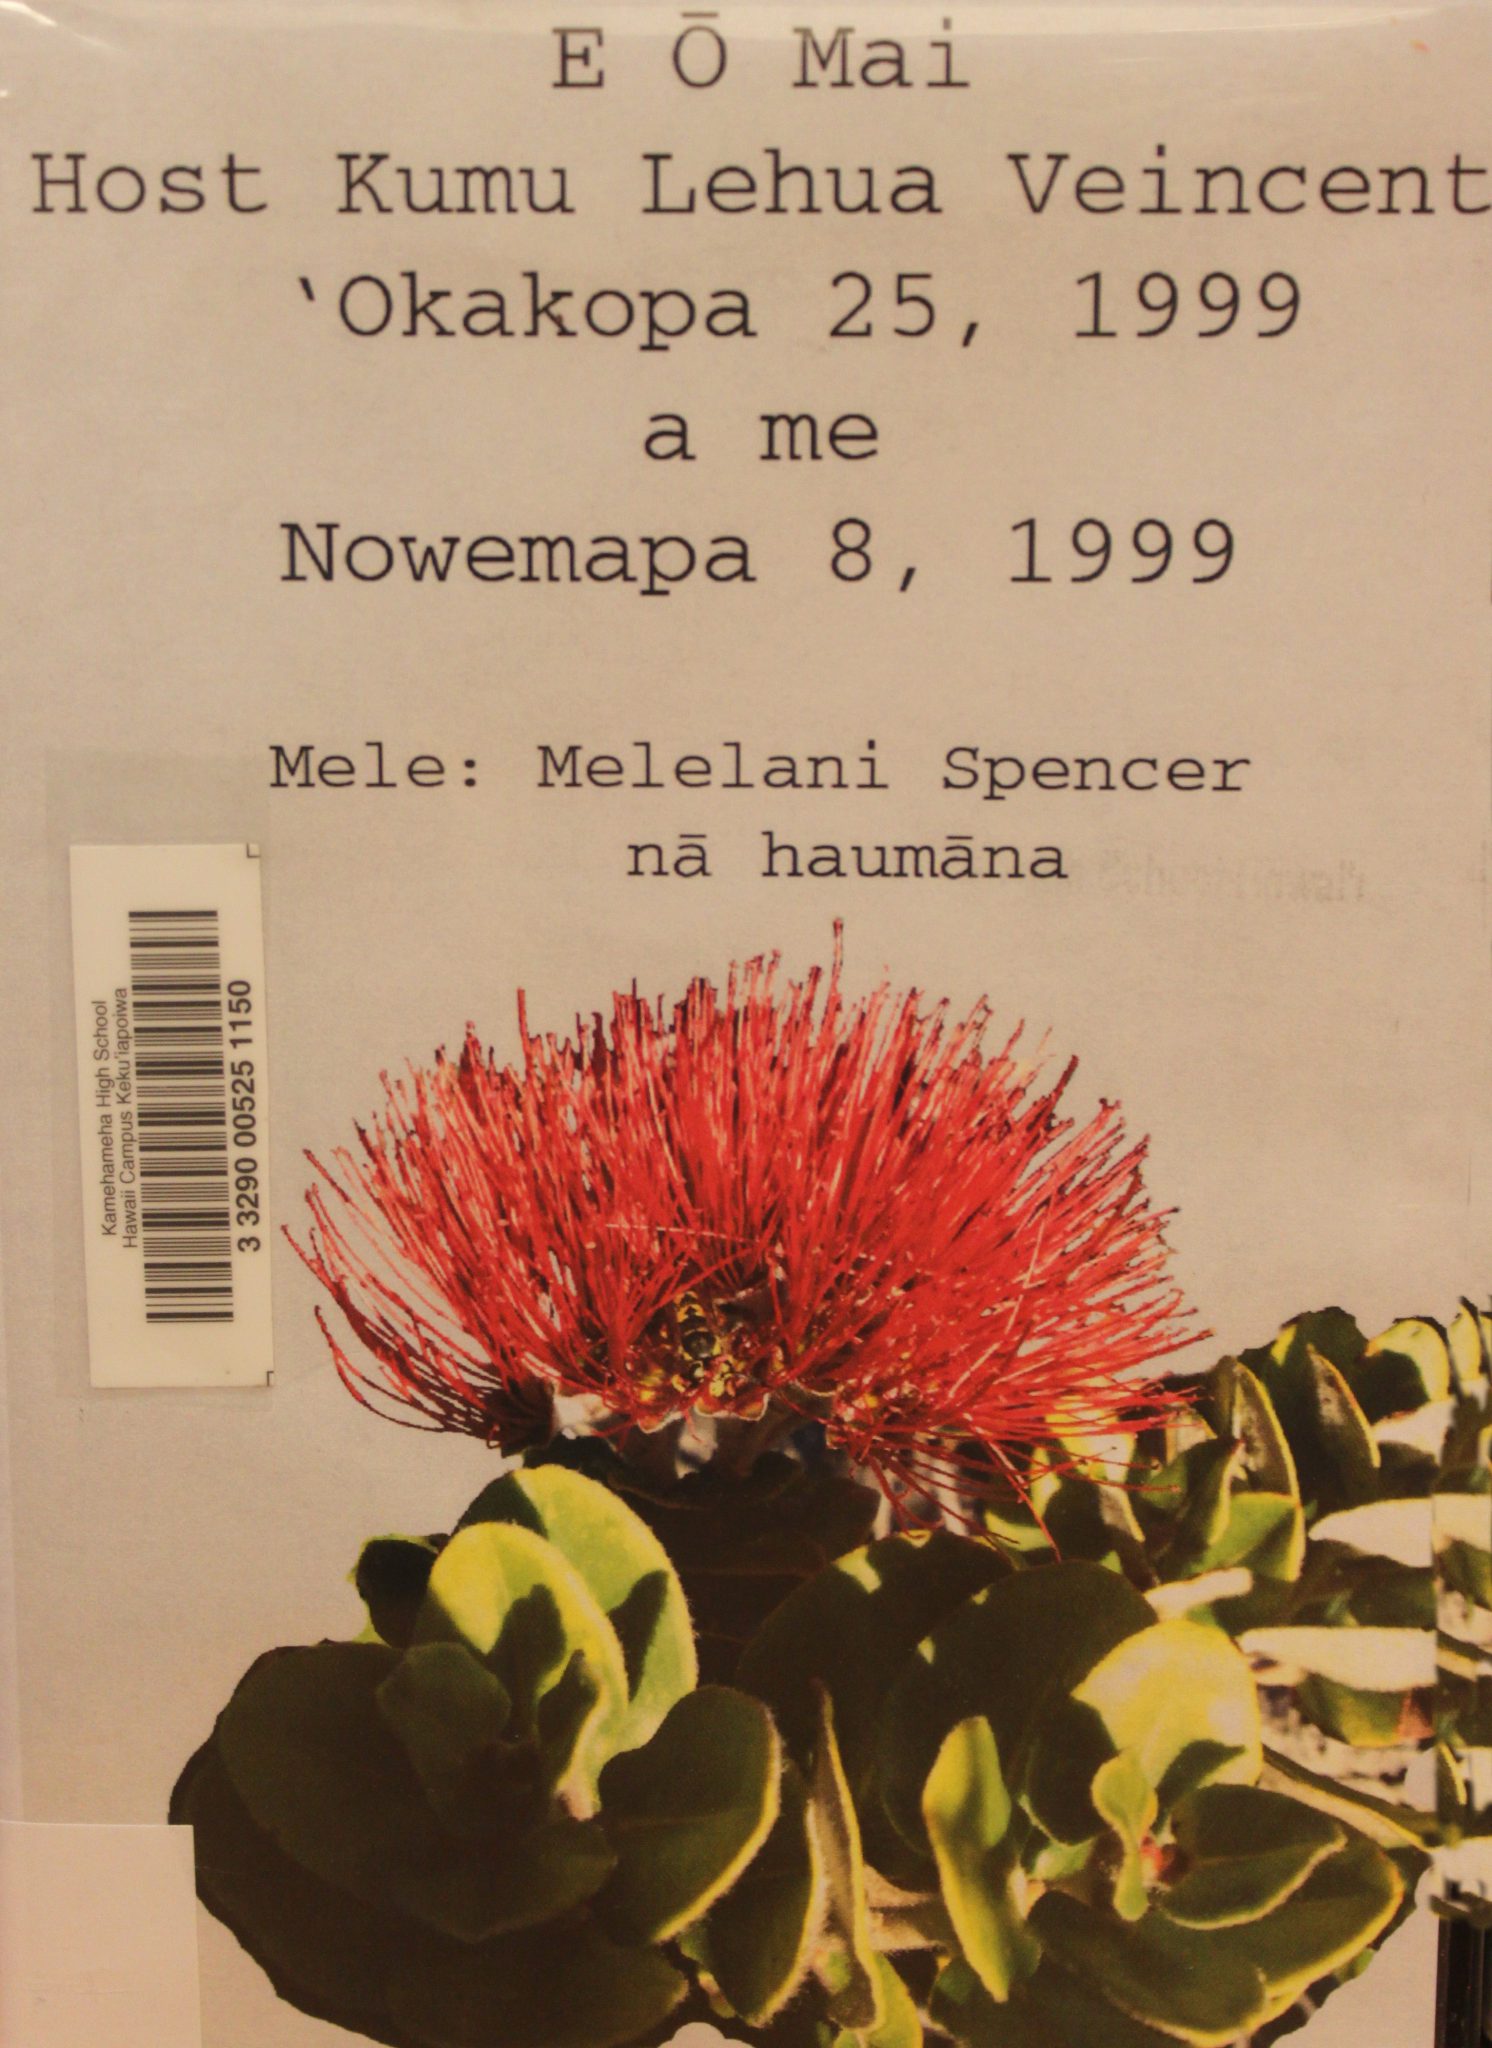 E Ō Mai
Host Kumu Lehua Veincent
‘Okakopa 25, 1999
a me
Nowemapa 8, 1999
Mele: Melelani Spencer
nā haumāna
Kamehameha High School
Hawaii Campus Keku'iapoiwa
3 3290 00525 1150